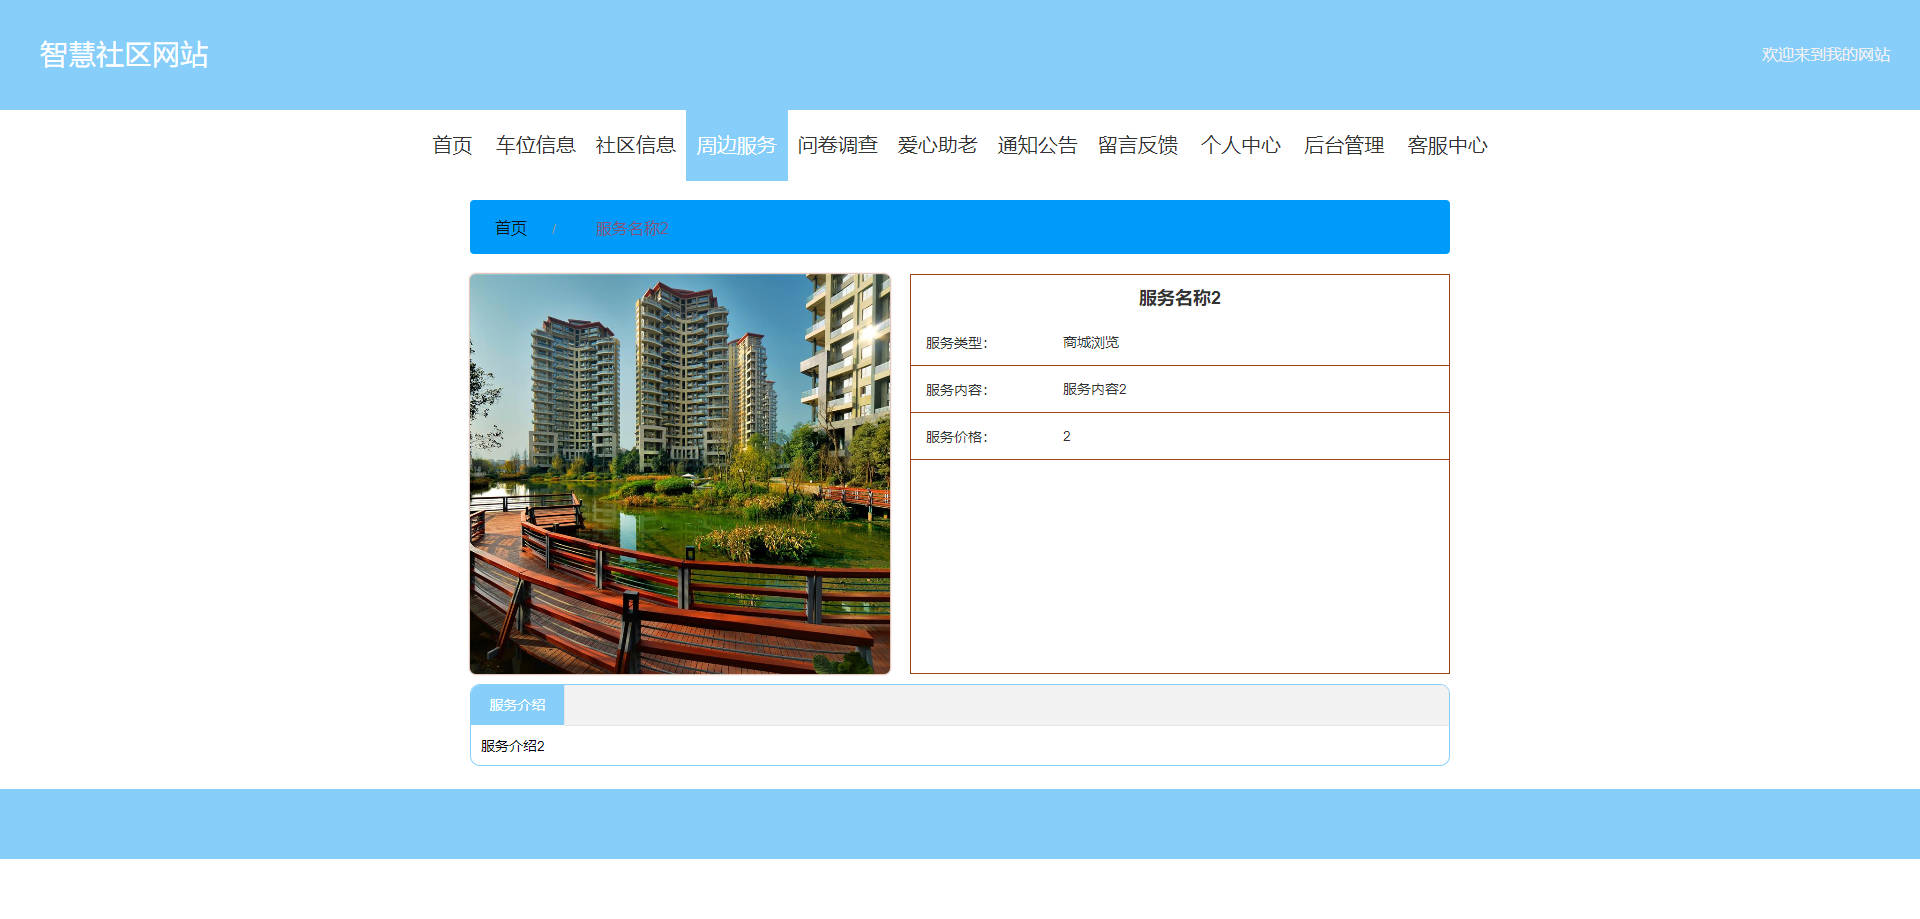 智慧社区网站
欢迎来到我的网站
首页 车位信息 社区信息 周边服务 问卷调查 爱心助老 通知公告 留言反馈 个人中心 后台管理 客服中心
首页 / 服务名称2
服务名称2
服务类型： 商城浏览
服务内容： 服务内容2
服务价格： 2
服务介绍
服务介绍2